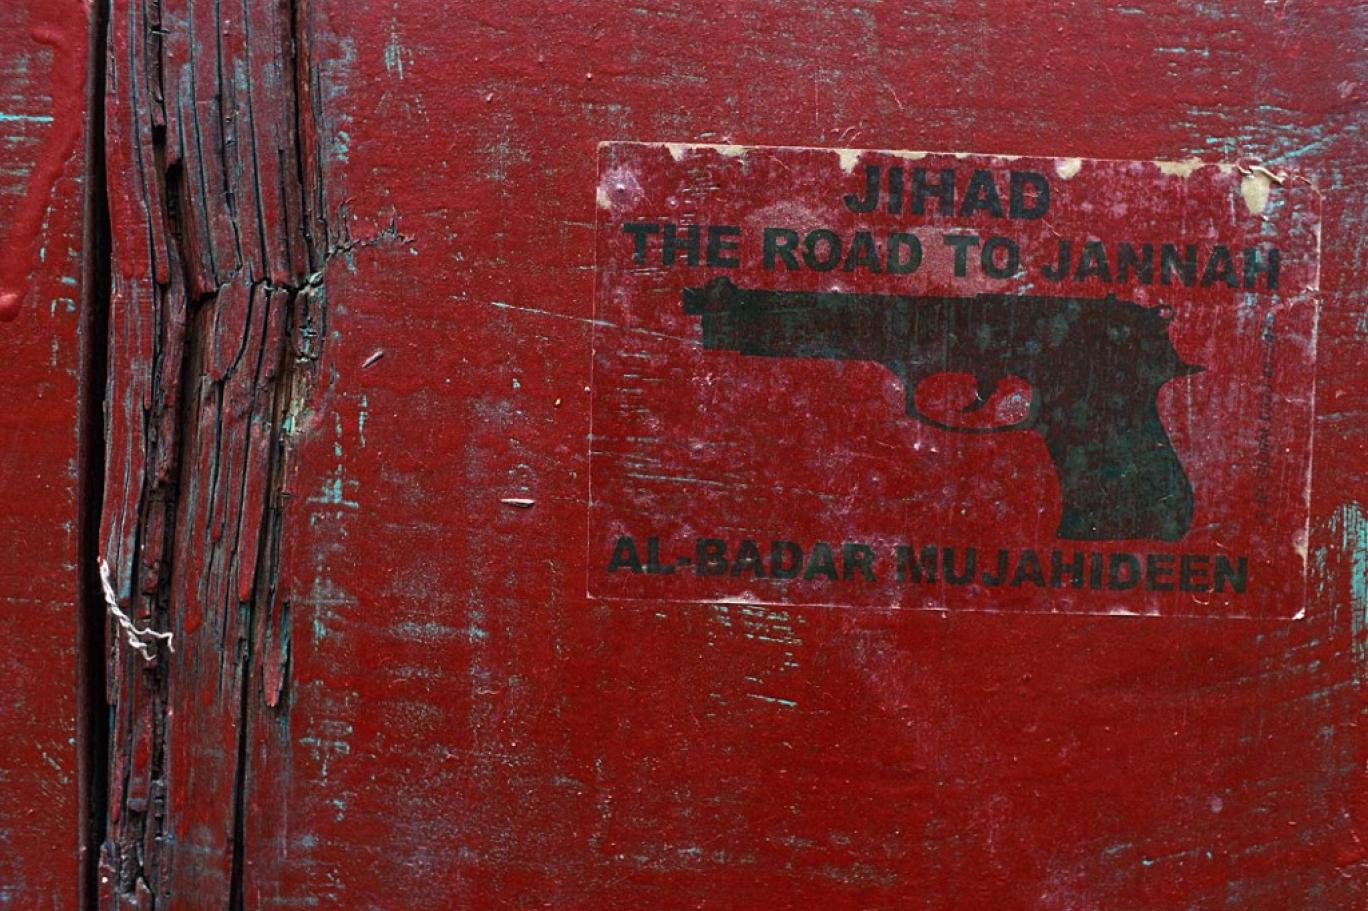 JIHAD
THE ROAD TO JANNAH
AL-BADAR MUJAHIDEEN